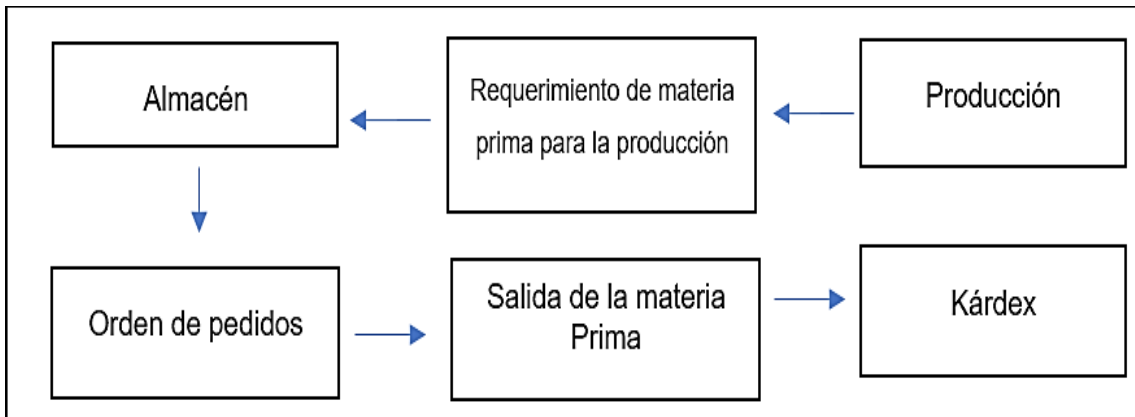 Almacén
Requerimiento de materia
prima para la producción
Producción
Orden de pedidos
Salida de la materia
Prima
Kárdex